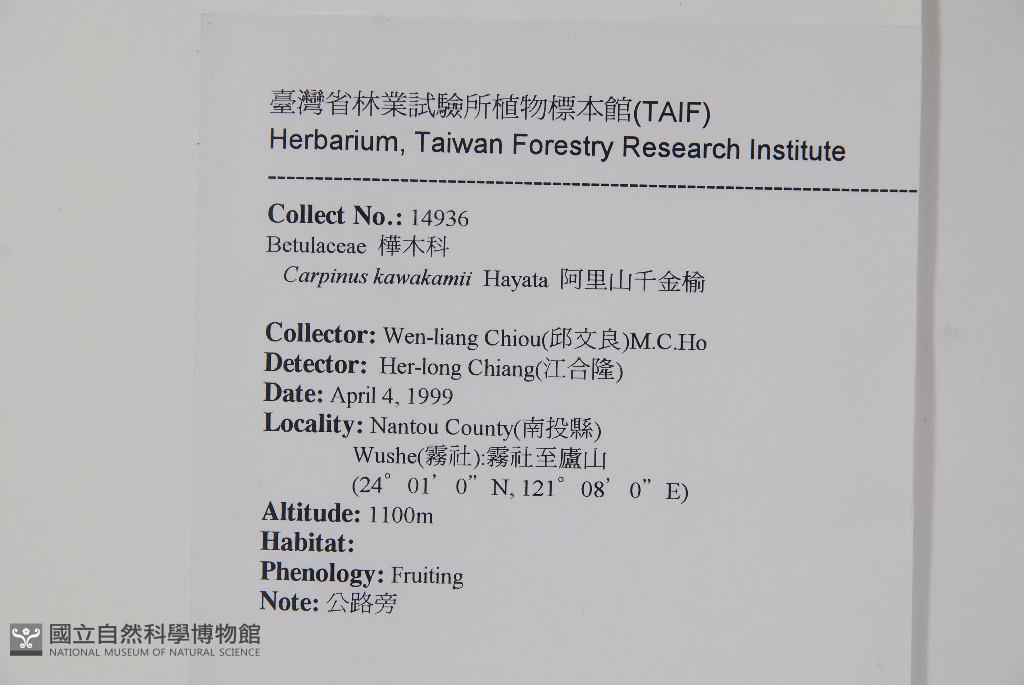 臺灣省林業試驗所植物標本館(TAIF)
Herbarium, Taiwan Forestry Research Institute
----------------------------------------------------------------------
Collect No.: 14936
Betulaceae 樺木科
Carpinus kawakamii Hayata 阿里山千金榆
Collector: Wen-liang Chiou(邱文良)M.C.Ho
Detector: Her-long Chiang(江合隆)
Date: April 4, 1999
Locality: Nantou County(南投縣)
Wushe(霧社):霧社至廬山
(24° 01’ 0” N, 121° 08’ 0” E)
Altitude: 1100m
Habitat:
Phenology: Fruiting
Note: 公路旁
國立自然科學博物館
NATIONAL MUSEUM OF NATURAL SCIENCE